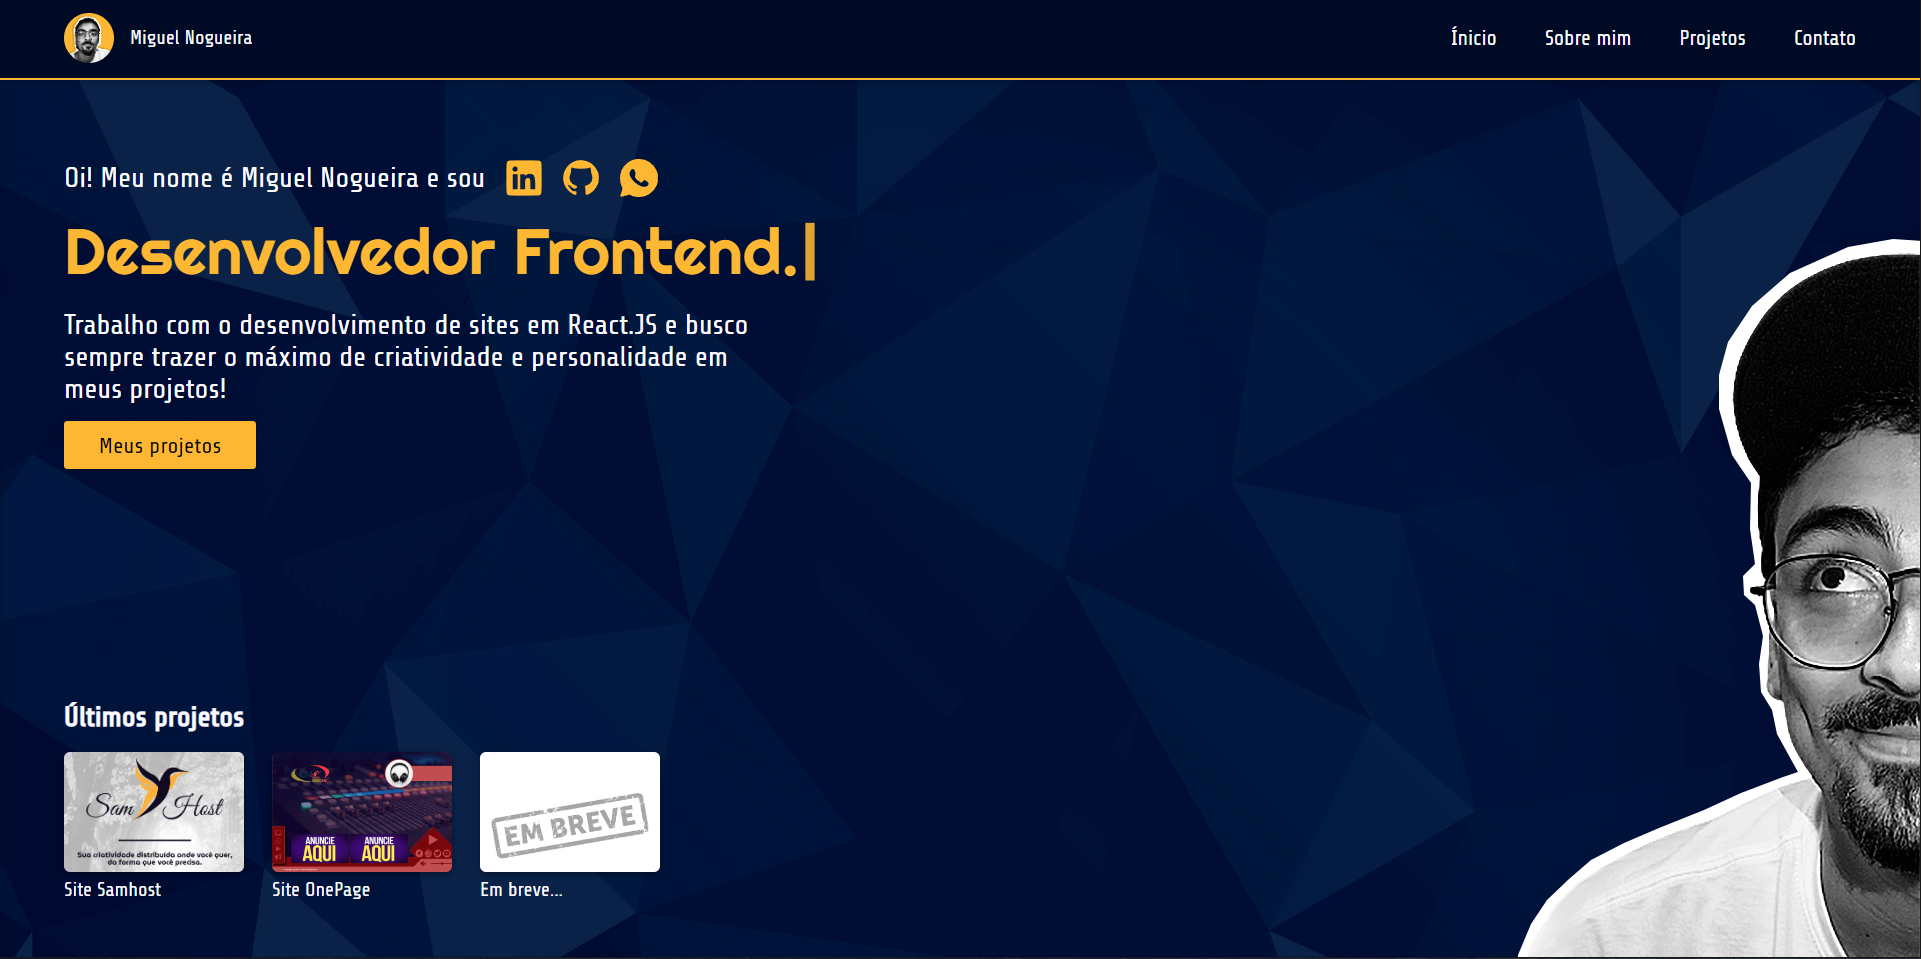 Miguel Nogueira
Ínicio
Sobre mim
Projetos
Contato
Oi! Meu nome é Miguel Nogueira e sou
in
Desenvolvedor Frontend.|
Trabalho com o desenvolvimento de sites em React.JS e busco
sempre trazer o máximo de criatividade e personalidade em
meus projetos!
Meus projetos
Últimos projetos
Sam Host
Sua criatividade distribuída onde você quer,
da forma que você precisa.
ANUNCIE
AQUI
ANUNCIE
AQUI
EM BREVE
Site Samhost
Site OnePage
Em breve...